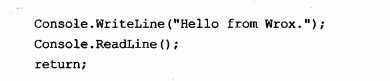 Console.WriteLine("Hello from Wrox.");
Console.ReadLine();
return;